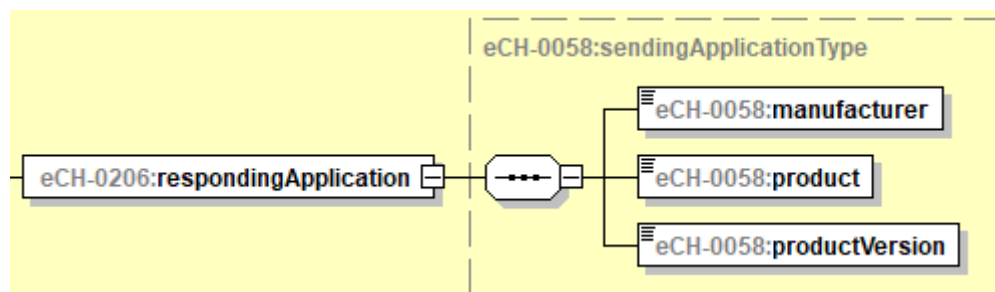 eCH-0058:sendingApplicationType
eCH-0058:manufacturer
eCH-0206:respondingApplication
eCH-0058:product
eCH-0058:productVersion